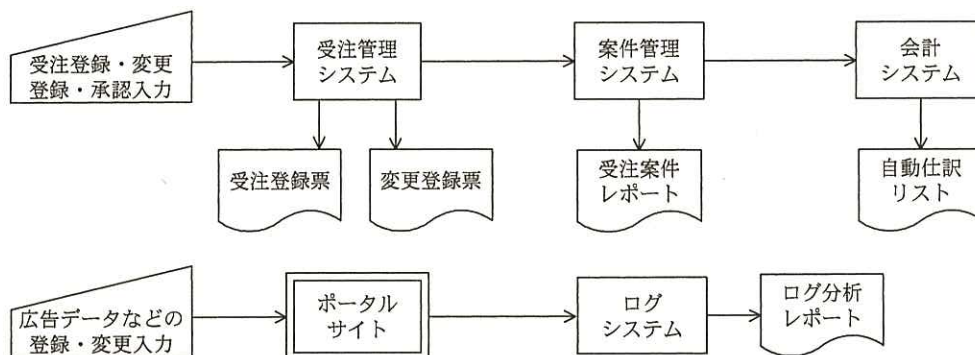 受注登録・変更
登録・承認入力
受注管理
システム
案件管理
システム
会計
システム
受注登録票
変更登録票
受注案件
レポート
自動仕訳
リスト
広告データなどの
登録・変更入力
ポータル
サイト
ログ
システム
ログ分析
レポート